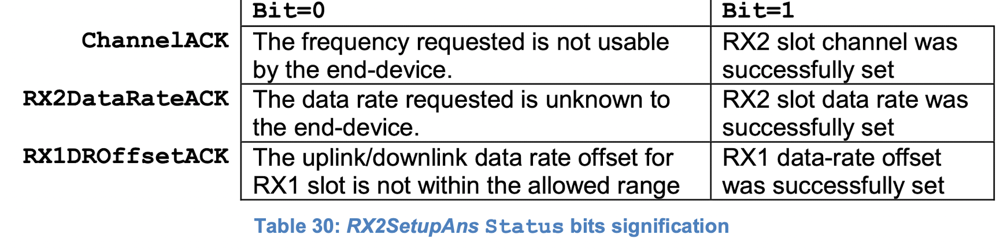 Bit=0 Bit=1
ChannelACK The frequency requested is not usable RX2 slot channel was
by the end-device. successfully set
RX2DataRateACK The data rate requested is unknown to RX2 slot data rate was
the end-device. successfully set
RX1DROffsetACK The uplink/downlink data rate offset for RX1 data-rate offset
RX1 slot is not within the allowed range was successfully set
Table 30: RX2SetupAns Status bits signification